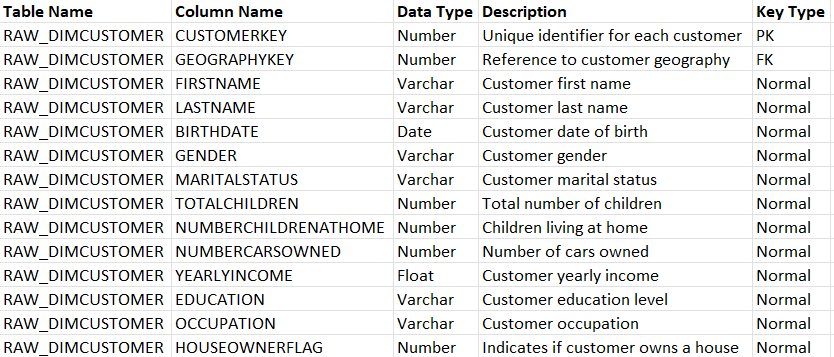 Table Name Column Name Data Type Description Key Type
RAW_DIMCUSTOMER CUSTOMERKEY Number Unique identifier for each customer PK
RAW_DIMCUSTOMER GEOGRAPHYKEY Number Reference to customer geography FK
RAW_DIMCUSTOMER FIRSTNAME Varchar Customer first name Normal
RAW_DIMCUSTOMER LASTNAME Varchar Customer last name Normal
RAW_DIMCUSTOMER BIRTHDATE Date Customer date of birth Normal
RAW_DIMCUSTOMER GENDER Varchar Customer gender Normal
RAW_DIMCUSTOMER MARITALSTATUS Varchar Customer marital status Normal
RAW_DIMCUSTOMER TOTALCHILDREN Number Total number of children Normal
RAW_DIMCUSTOMER NUMBERCHILDRENATHOME Number Children living at home Normal
RAW_DIMCUSTOMER NUMBERCARSOWNED Number Number of cars owned Normal
RAW_DIMCUSTOMER YEARLYINCOME Float Customer yearly income Normal
RAW_DIMCUSTOMER EDUCATION Varchar Customer education level Normal
RAW_DIMCUSTOMER OCCUPATION Varchar Customer occupation Normal
RAW_DIMCUSTOMER HOUSEOWNERFLAG Number Indicates if customer owns a house Normal